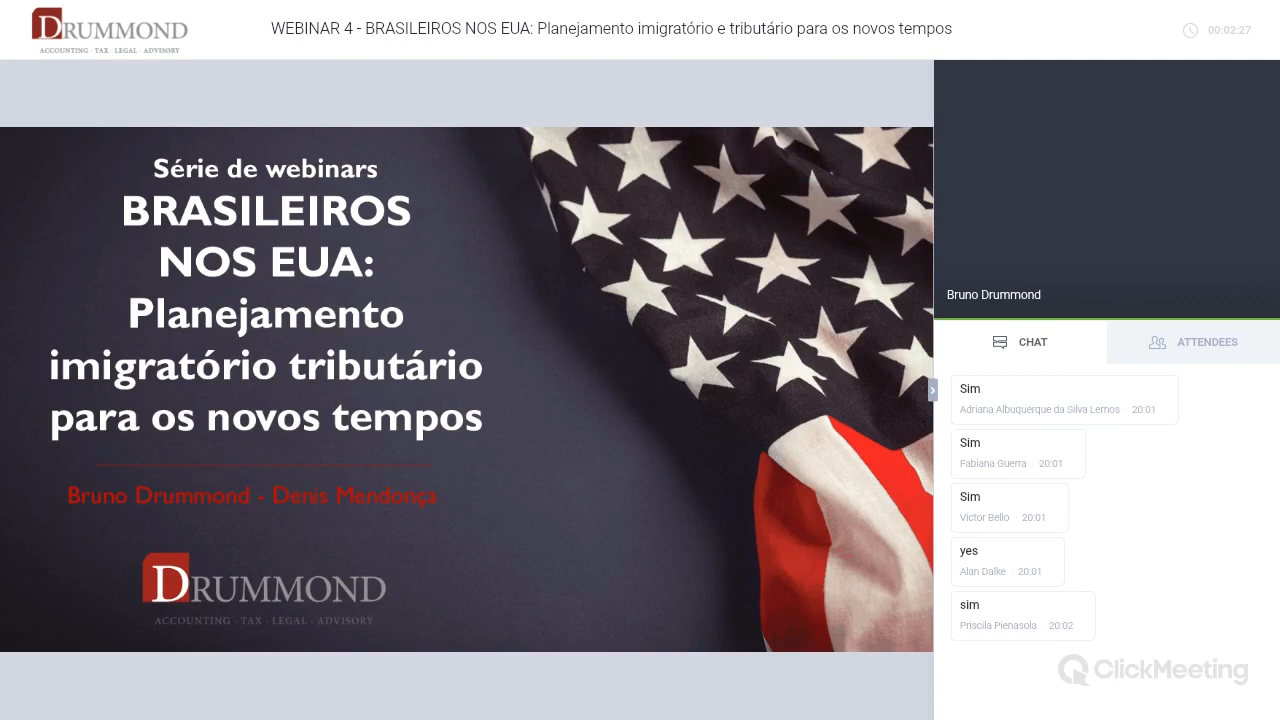 DRUMMOND
ACCOUNTING · TAX · LEGAL · ADVISORY
WEBINAR 4 - BRASILEIROS NOS EUA: Planejamento imigratório e tributário para os novos tempos
00:02:27
Série de webinars
BRASILEIROS
NOS EUA:
Planejamento
imigratório tributário
para os novos tempos
Bruno Drummond - Denis Mendonça
DRUMMOND
ACCOUNTING · TAX · LEGAL · ADVISORY
Bruno Drummond
CHAT
ATTENDEES
Sim
Adriana Albuquerque da Silva Lemos · 20:01
Sim
Fabiana Guerra · 20:01
Sim
Victor Bello · 20:01
yes
Alan Dalke · 20:01
sim
Priscila Pienasola · 20:02
ClickMeeting